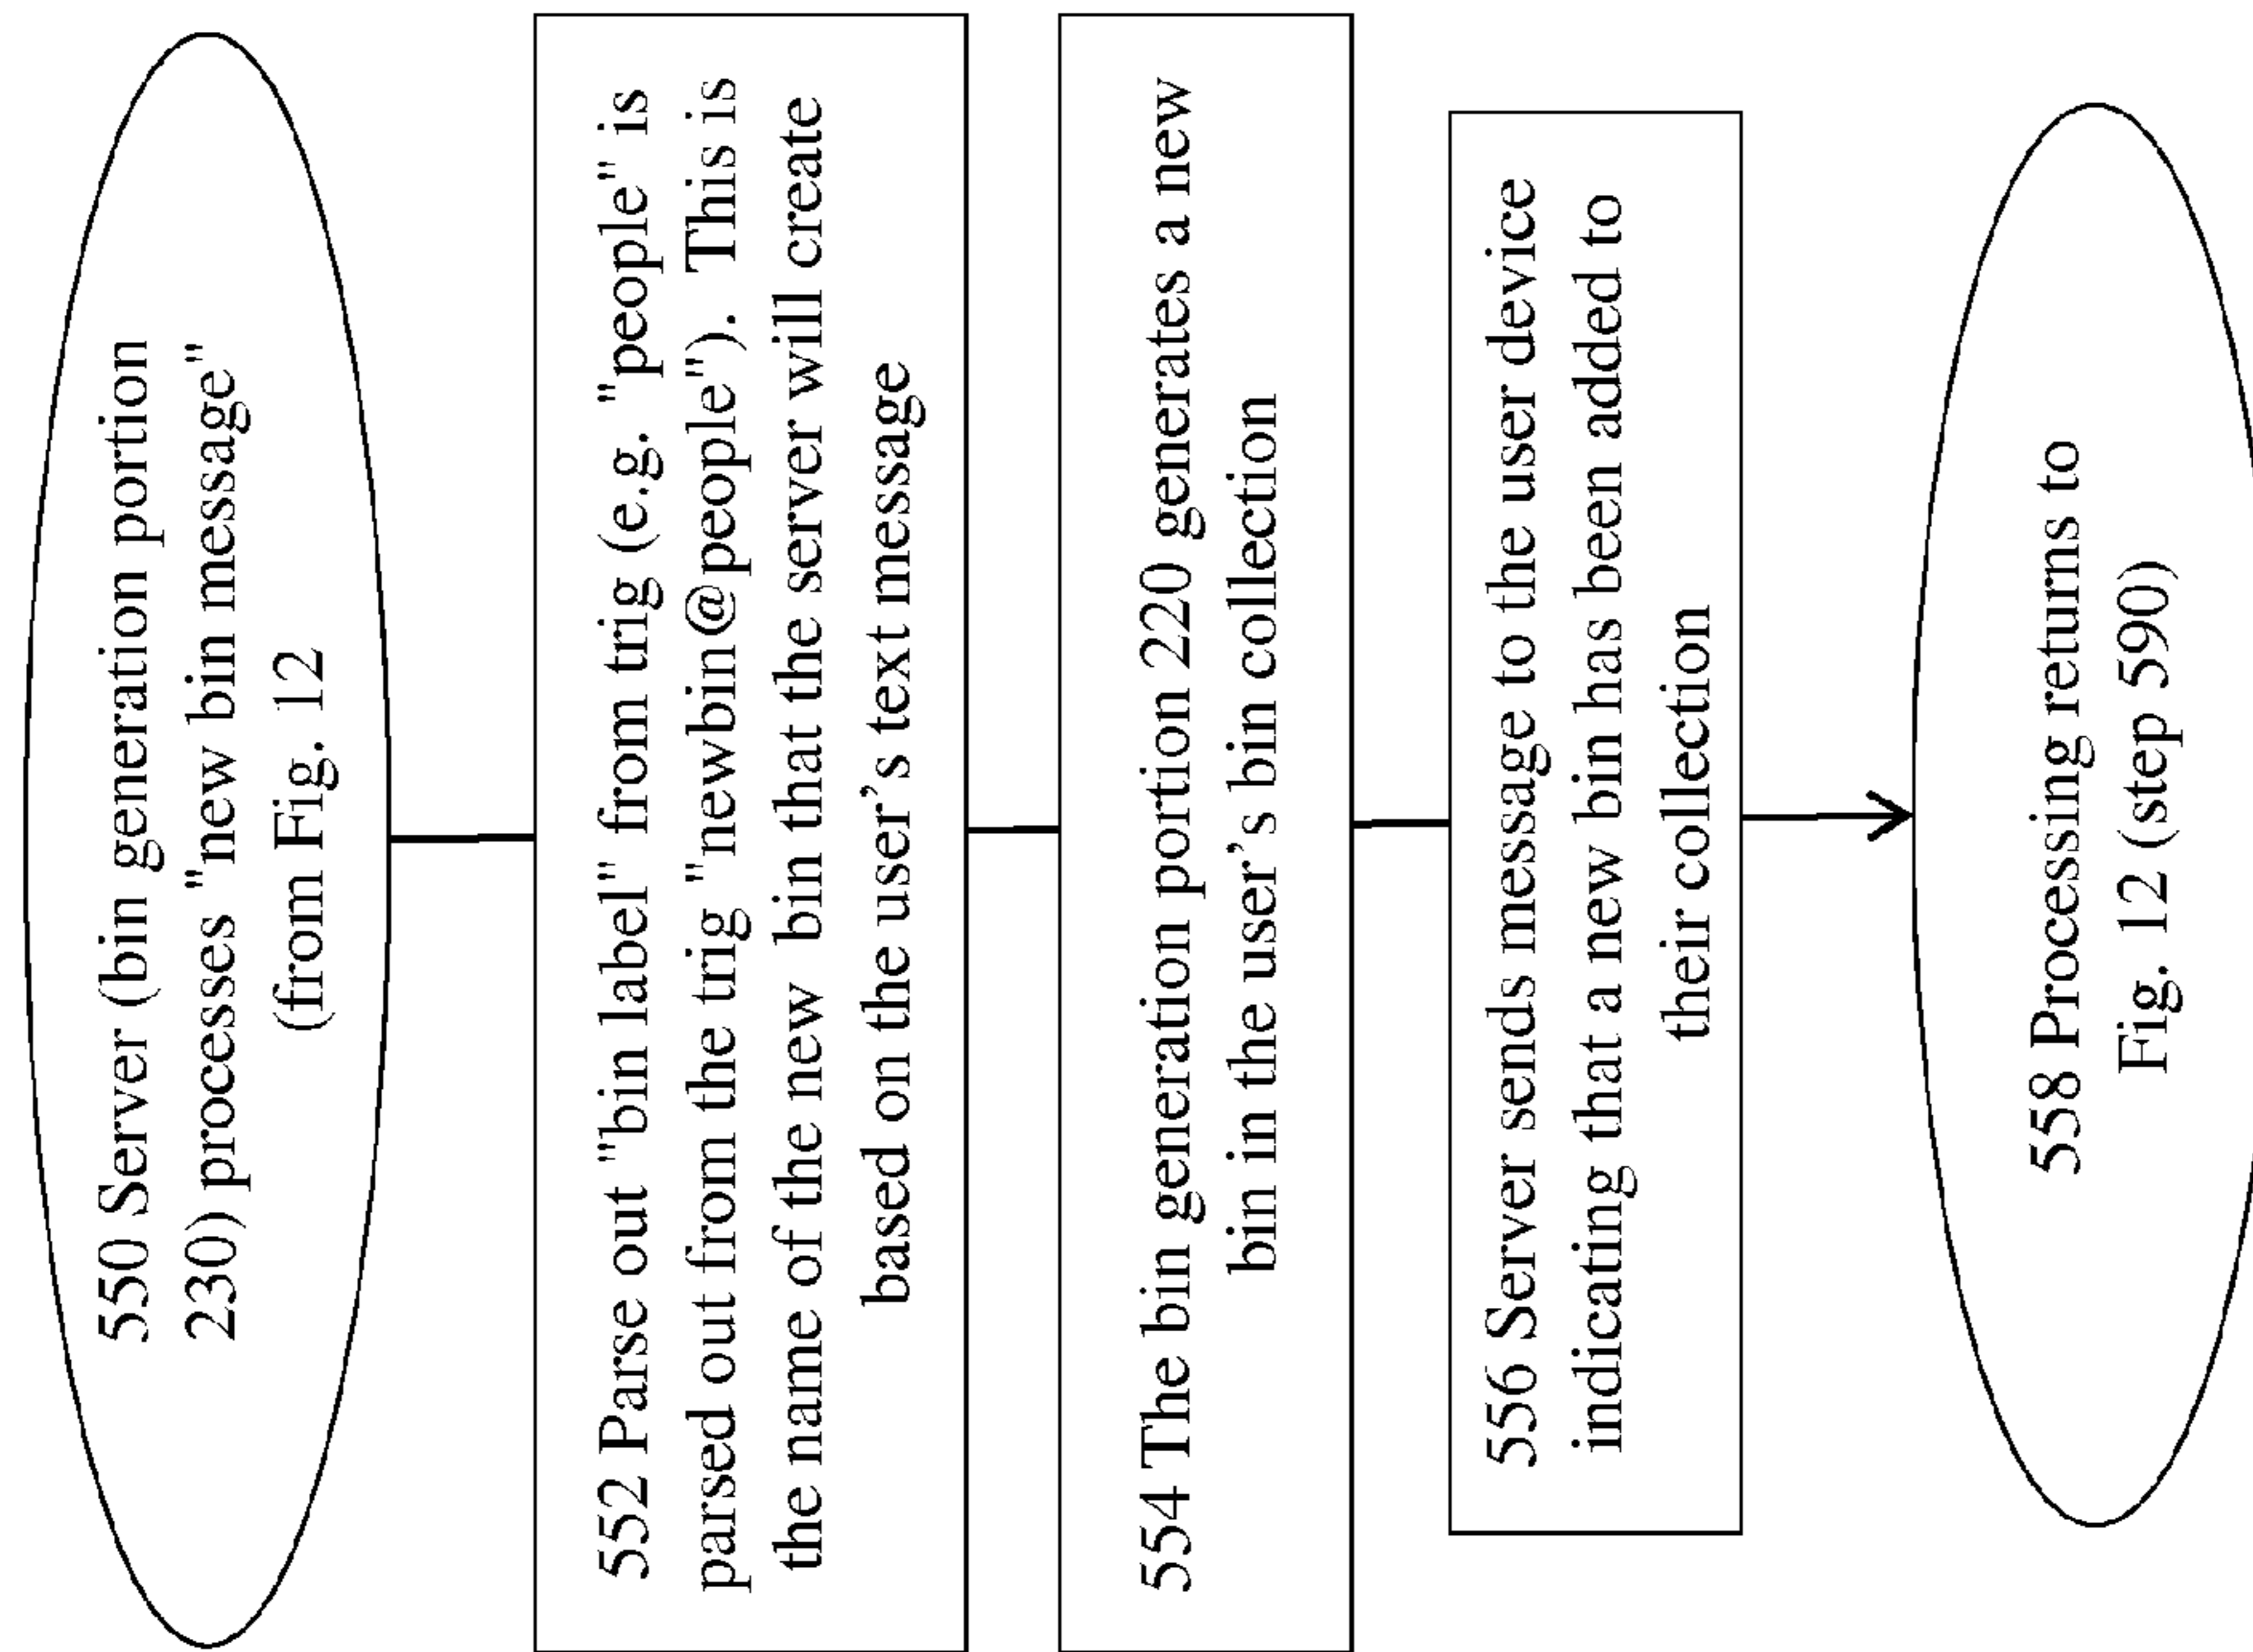 550 Server (bin generation portion
230) processes "new bin message"
(from Fig. 12
552 Parse out "bin label" from trig (e.g. "people" is
parsed out from the trig "newbin@people"). This is
the name of the new bin that the server will create
based on the user's text message
554 The bin generation portion 220 generates a new
bin in the user's bin collection
556 Server sends message to the user device
indicating that a new bin has been added to
their collection
558 Processing returns to
Fig. 12 (step 590)